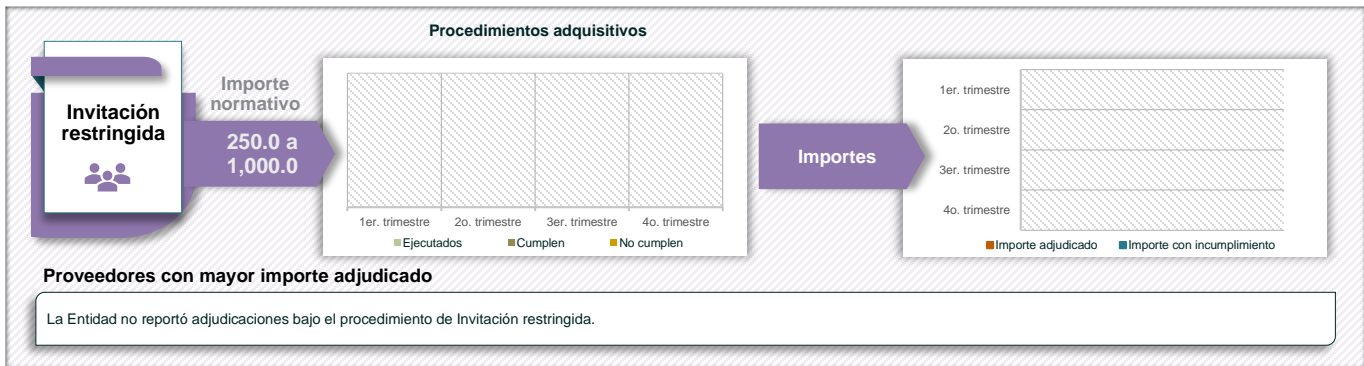 Procedimientos adquisitivos
Invitación
restringida
Importe
normativo
250.0 a
1,000.0
1er. trimestre
2o. trimestre
3er. trimestre
4o. trimestre
Ejecutados
Cumplen
No cumplen
Importes
1er. trimestre
2o. trimestre
3er. trimestre
4o. trimestre
Importe adjudicado
Importe con incumplimiento
Proveedores con mayor importe adjudicado
La Entidad no reportó adjudicaciones bajo el procedimiento de Invitación restringida.